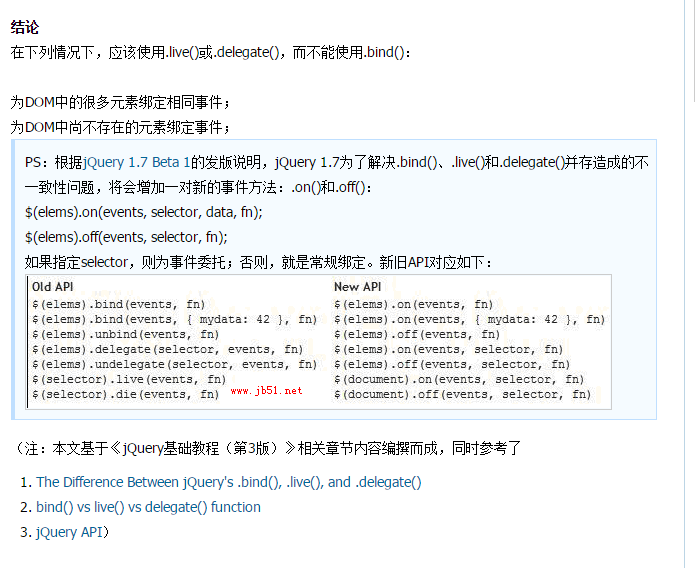 结论
在下列情况下，应该使用.live()或.delegate()，而不能使用.bind()：
为DOM中的很多元素绑定相同事件；
为DOM中尚不存在的元素绑定事件；
PS：根据jQuery 1.7 Beta 1的发版说明，jQuery 1.7为了解决.bind()、.live()和.delegate()并存造成的不
一致性问题，将会增加一对新的事件方法：.on()和.off()：
$(elems).on(events, selector, data, fn);
$(elems).off(events, selector, fn);
如果指定selector，则为事件委托；否则，就是常规绑定。新旧API对应如下：
Old API New API
$(elems).bind(events, fn) $(elems).on(events, fn)
$(elems).bind(events, { mydata: 42 }, fn) $(elems).on(events, { mydata: 42 }, fn)
$(elems).unbind(events, fn) $(elems).off(events, fn)
$(elems).delegate(selector, events, fn) $(elems).on(events, selector, fn)
$(elems).undelegate(selector, events, fn) $(elems).off(events, selector, fn)
$(selector).live(events, fn) $(document).on(events, selector, fn)
$(selector).die(events, fn) www.jb51.net $(document).off(events, selector, fn)
（注：本文基于《jQuery基础教程（第3版）》相关章节内容编撰而成，同时参考了
1. The Difference Between jQuery's .bind(), .live(), and .delegate()
2. bind() vs live() vs delegate() function
3. jQuery API）